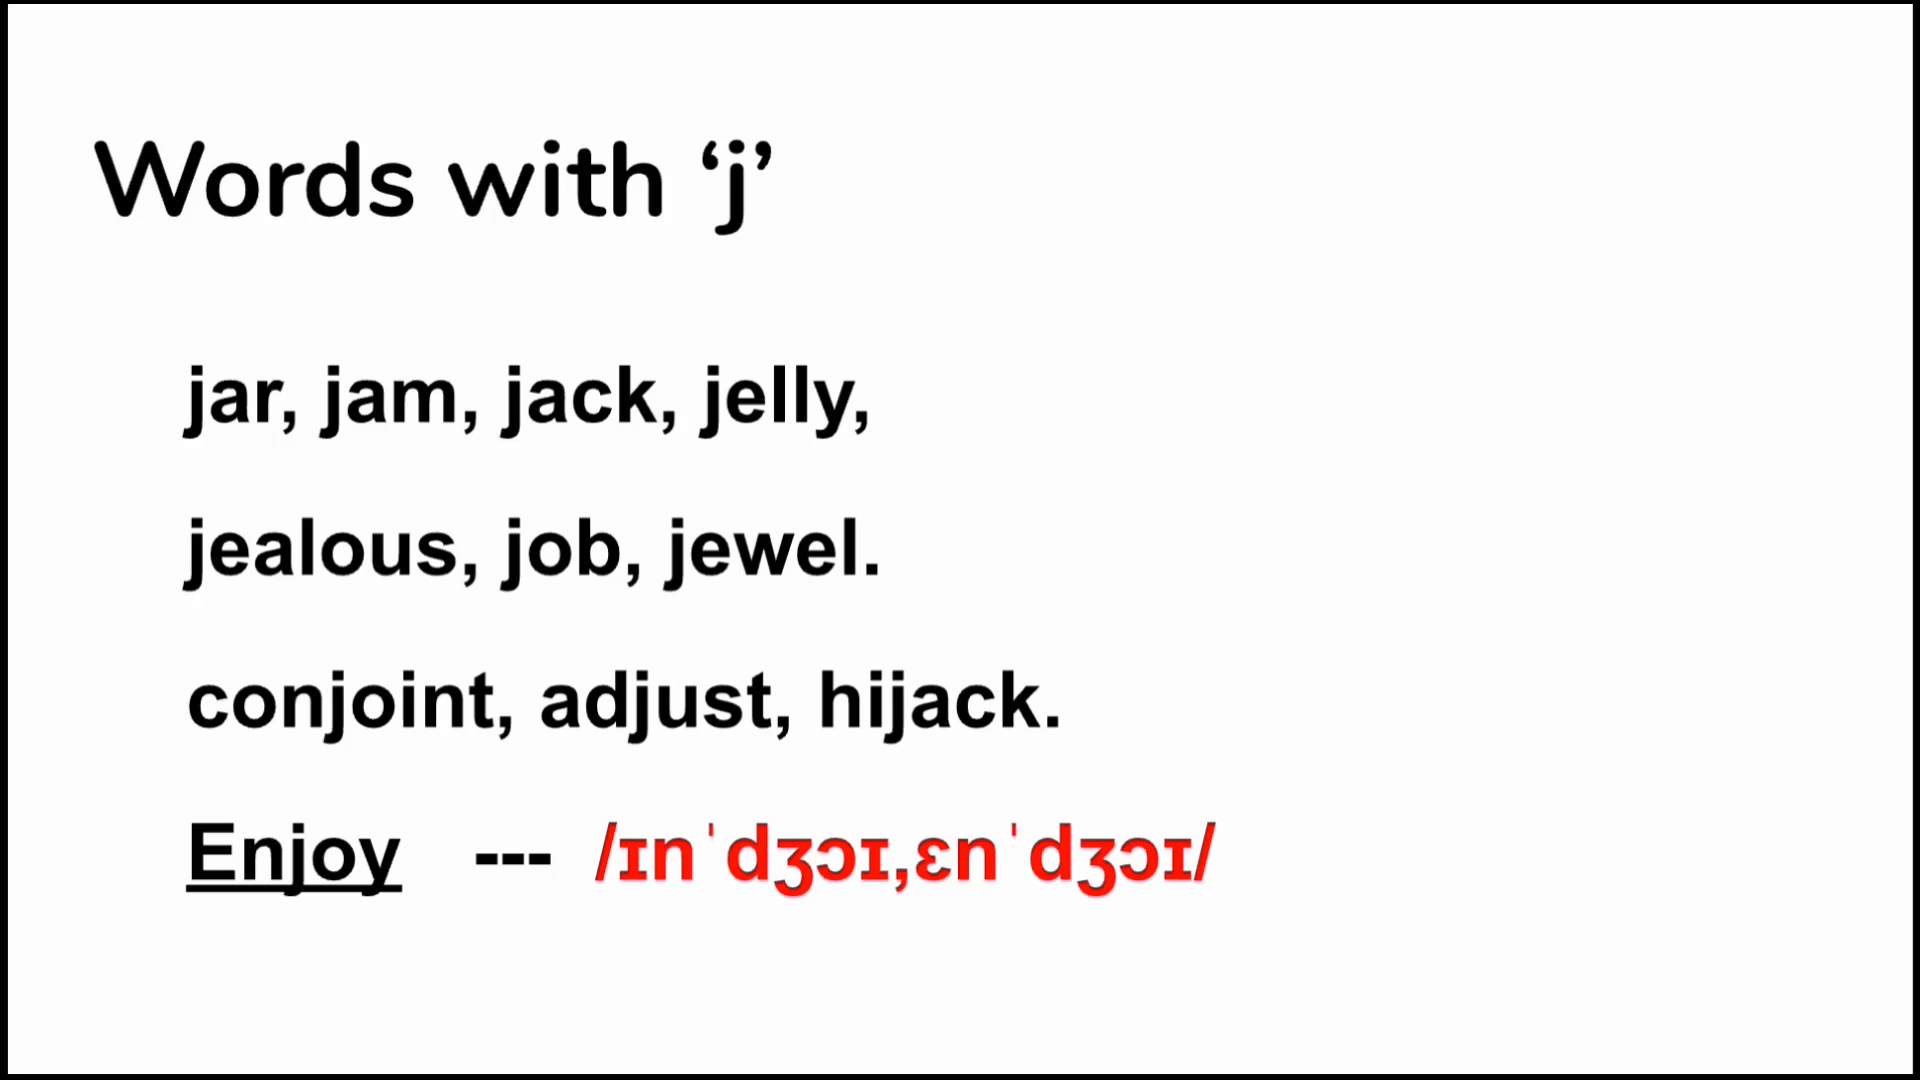 Words with ‘j’
jar, jam, jack, jelly,
jealous, job, jewel.
conjoint, adjust, hijack.
Enjoy --- /ɪnˈdʒɔɪ,ɛnˈdʒɔɪ/